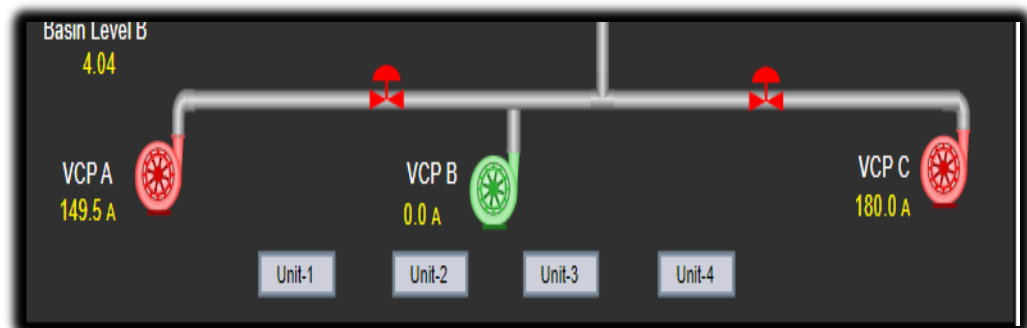 Basin Level B
4.04
VCP A
149.5 A
VCP B
0.0 A
VCP C
180.0 A
Unit-1
Unit-2
Unit-3
Unit-4